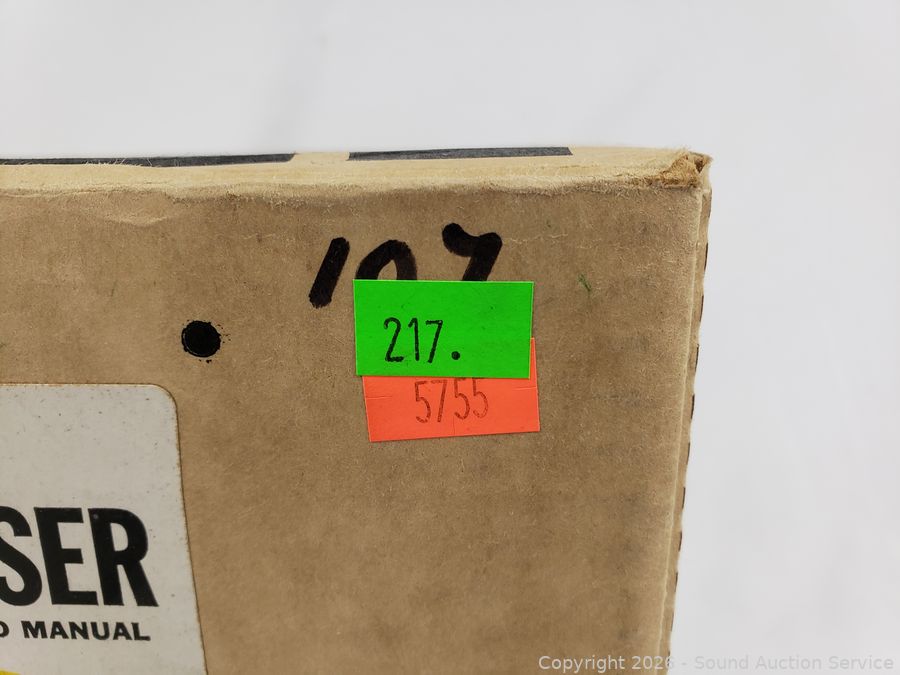 107
217.
5755
SER
MANUAL
Copyright 2026 - Sound Auction Service